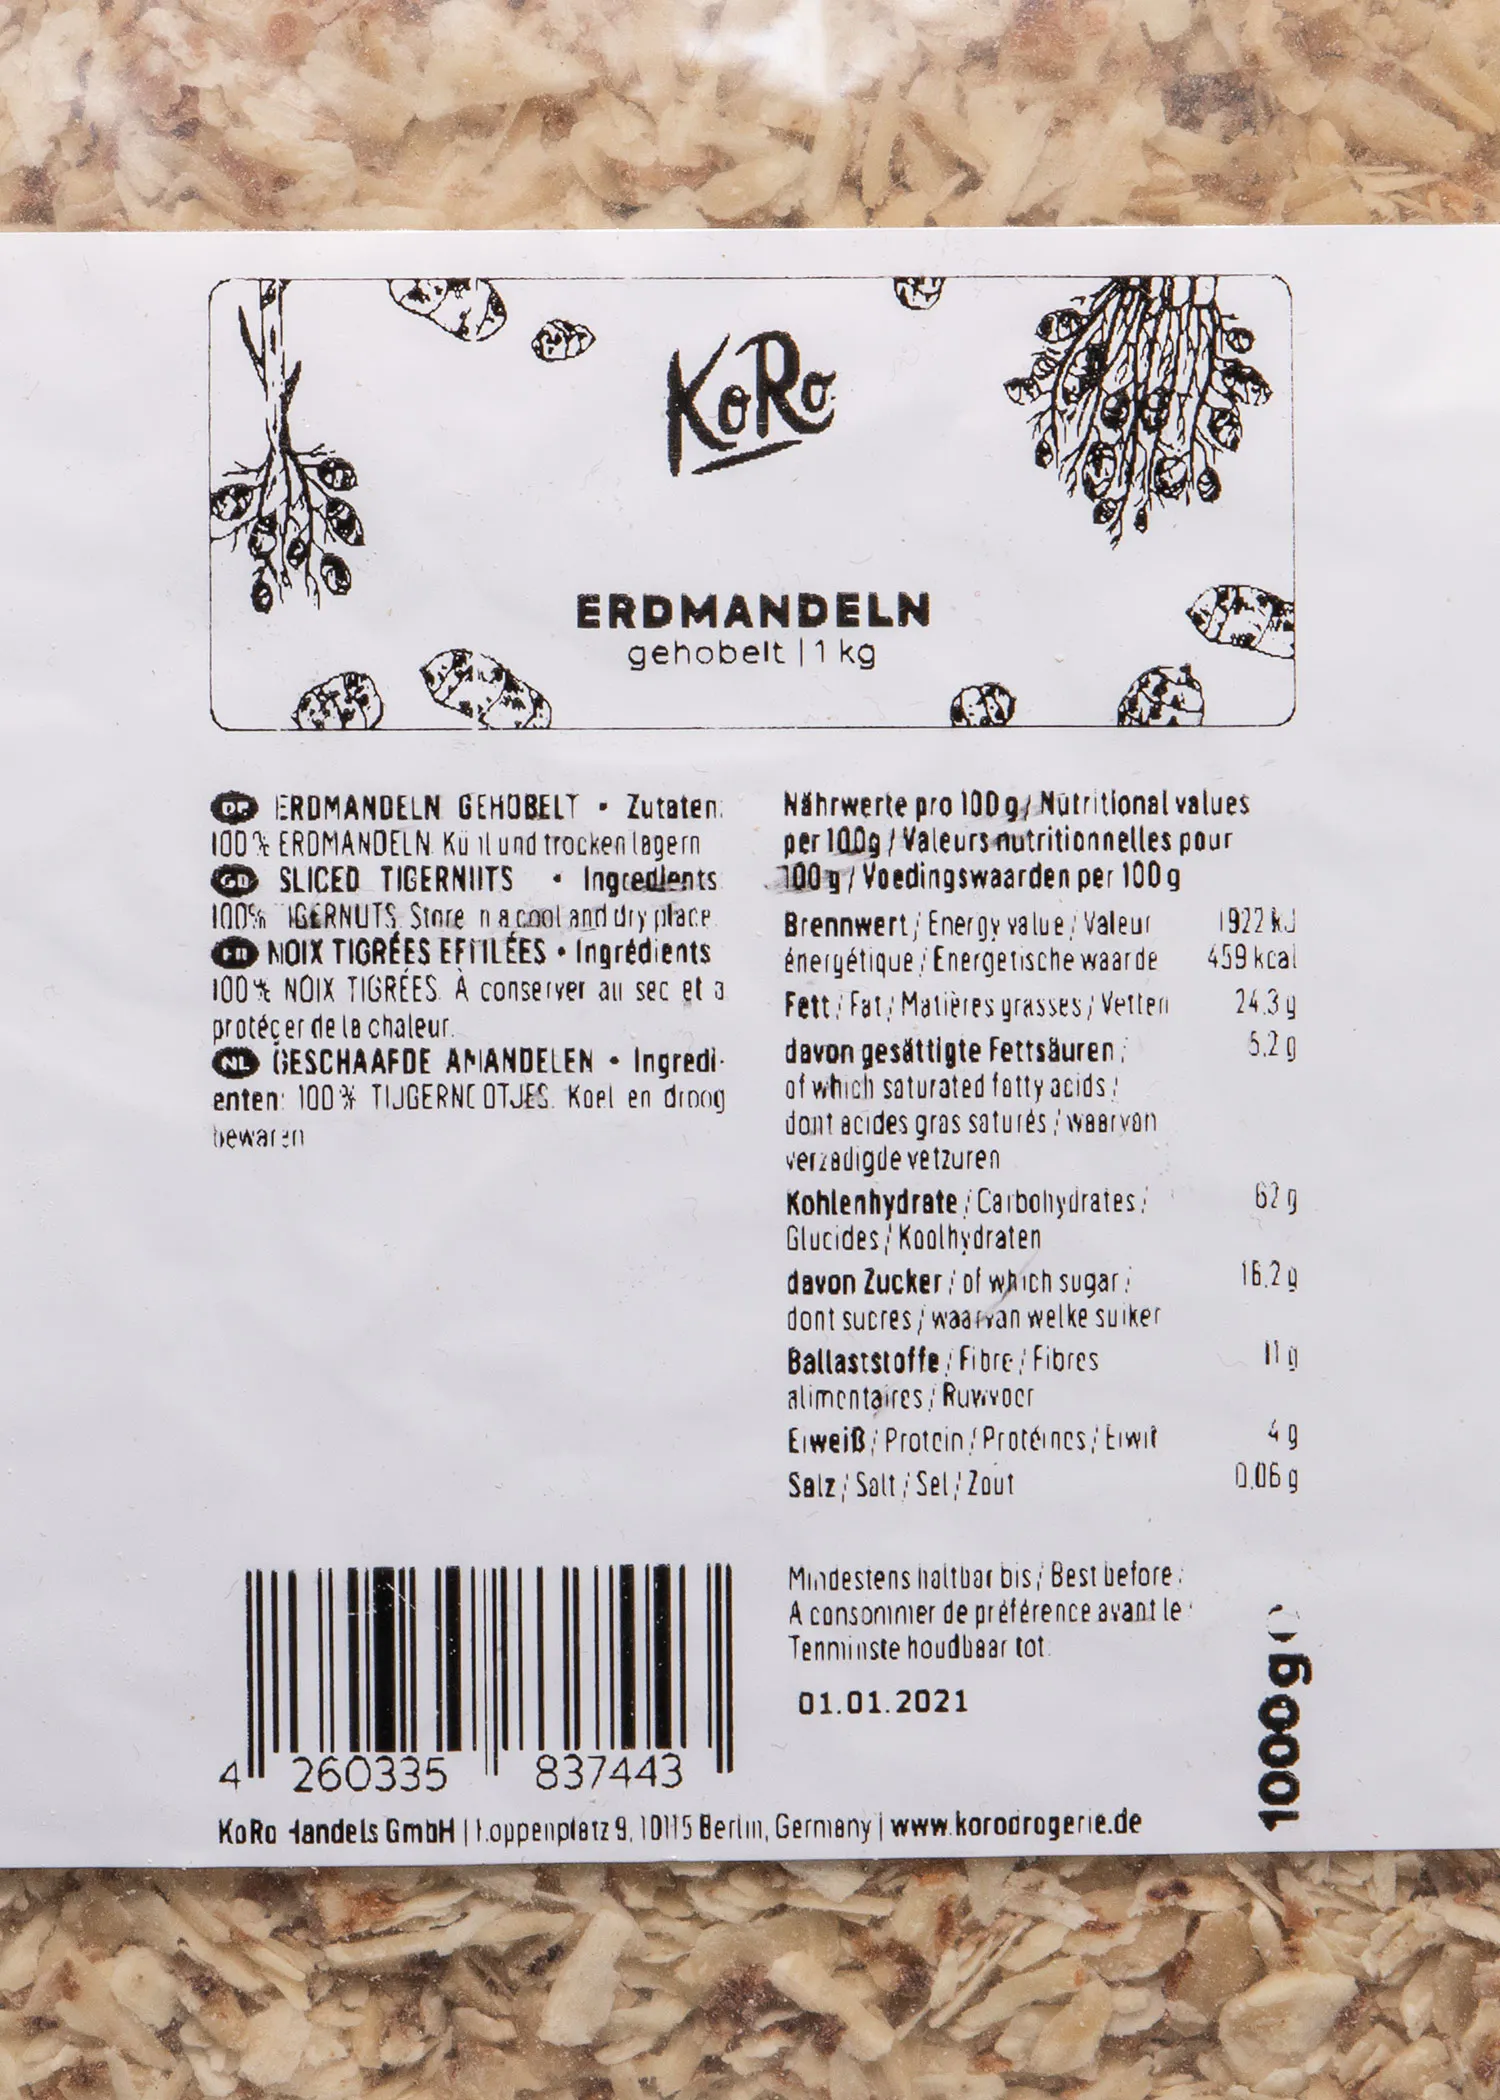 KoRo
ERDMANDELN
gehobelt | 1 kg
DE ERDMANDELN GEHOBELT • Zutaten:
100 % ERDMANDELN. Kühl und trocken lagern
GB SLICED TIGERNUTS • Ingredients
100% TIGERNUTS. Store in a cool and dry place.
FR NOIX TIGRÉES EFFILÉES • Ingrédients
100 % NOIX TIGRÉES. À conserver au sec et à
protéger de la chaleur.
NL GESCHAAFDE AMANDELEN • Ingredi-
enten: 100 % TIJGERNOOTJES. Koel en droog
bewaren
Nährwerte pro 100 g / Nutritional values
per 100g / Valeurs nutritionnelles pour
100 g / Voedingswaarden per 100 g
Brennwert / Energy value / Valeur 1922 kJ
énergétique / Energetische waarde 459 kcal
Fett / Fat / Matières grasses / Vetten 24.3 g
davon gesättigte Fettsäuren / 5.2 g
of which saturated fatty acids /
dont acides gras saturés / waarvan
verzadigde vetzuren
Kohlenhydrate / Carbohydrates / 62 g
Glucides / Koolhydraten
davon Zucker / of which sugar / 16.2 g
dont sucres / waarvan welke suiker
Ballaststoffe / Fibre / Fibres 11 g
alimentaires / Ruwvoer
Eiweiß / Protein / Protéines / Eiwit 4 g
Salz / Salt / Sel / Zout 0.06 g
Mindestens haltbar bis / Best before /
A consommer de préférence avant le /
Tenminste houdbaar tot:
01.01.2021
1000g
4 260335 837443
KoRo Handels GmbH | Koppenplatz 9, 10115 Berlin, Germany | www.korodrogerie.de